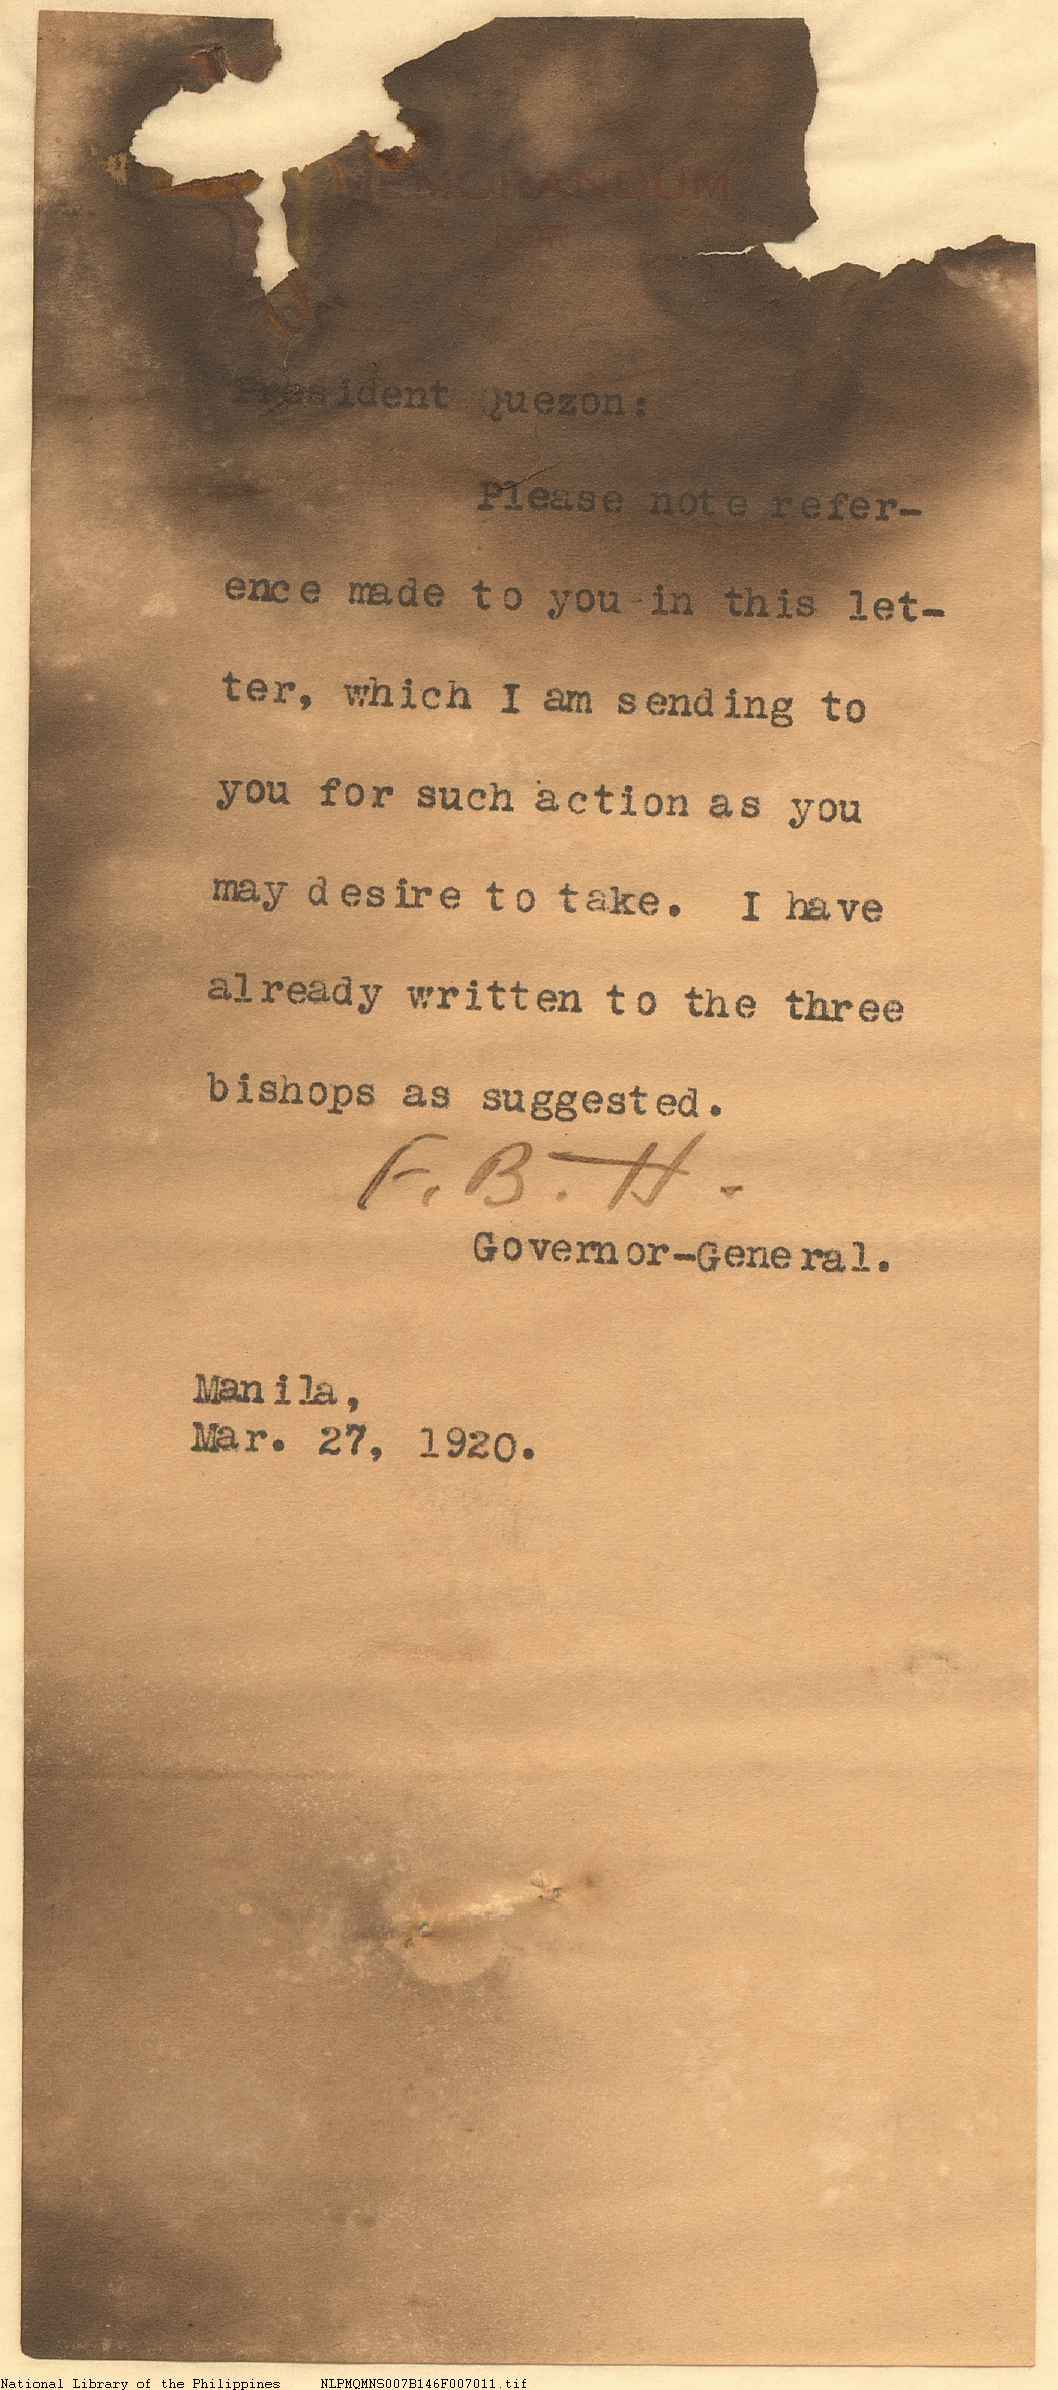 MEMORANDUM
President Quezon:
Please note refer-
ence made to you in this let-
ter, which I am sending to
you for such action as you
may desire to take. I have
already written to the three
bishops as suggested.
F. B. H.
Governor-General.
Manila,
Mar. 27, 1920.
National Library of the Philippines NLPMQMNS007B146F007011.tif